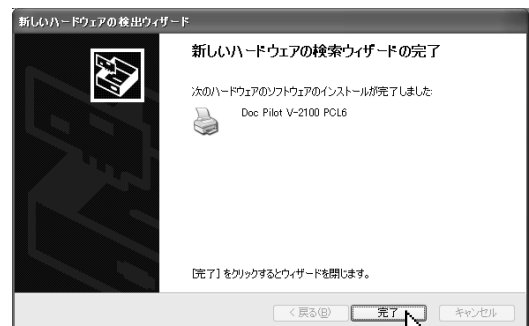 新しいハードウェアの検出ウィザード
新しいハードウェアの検索ウィザードの完了
次のハードウェアのソフトウェアのインストールが完了しました:
Doc Pilot V-2100 PCL6
[完了] をクリックするとウィザードを閉じます。
< 戻る(B) 完了 キャンセル